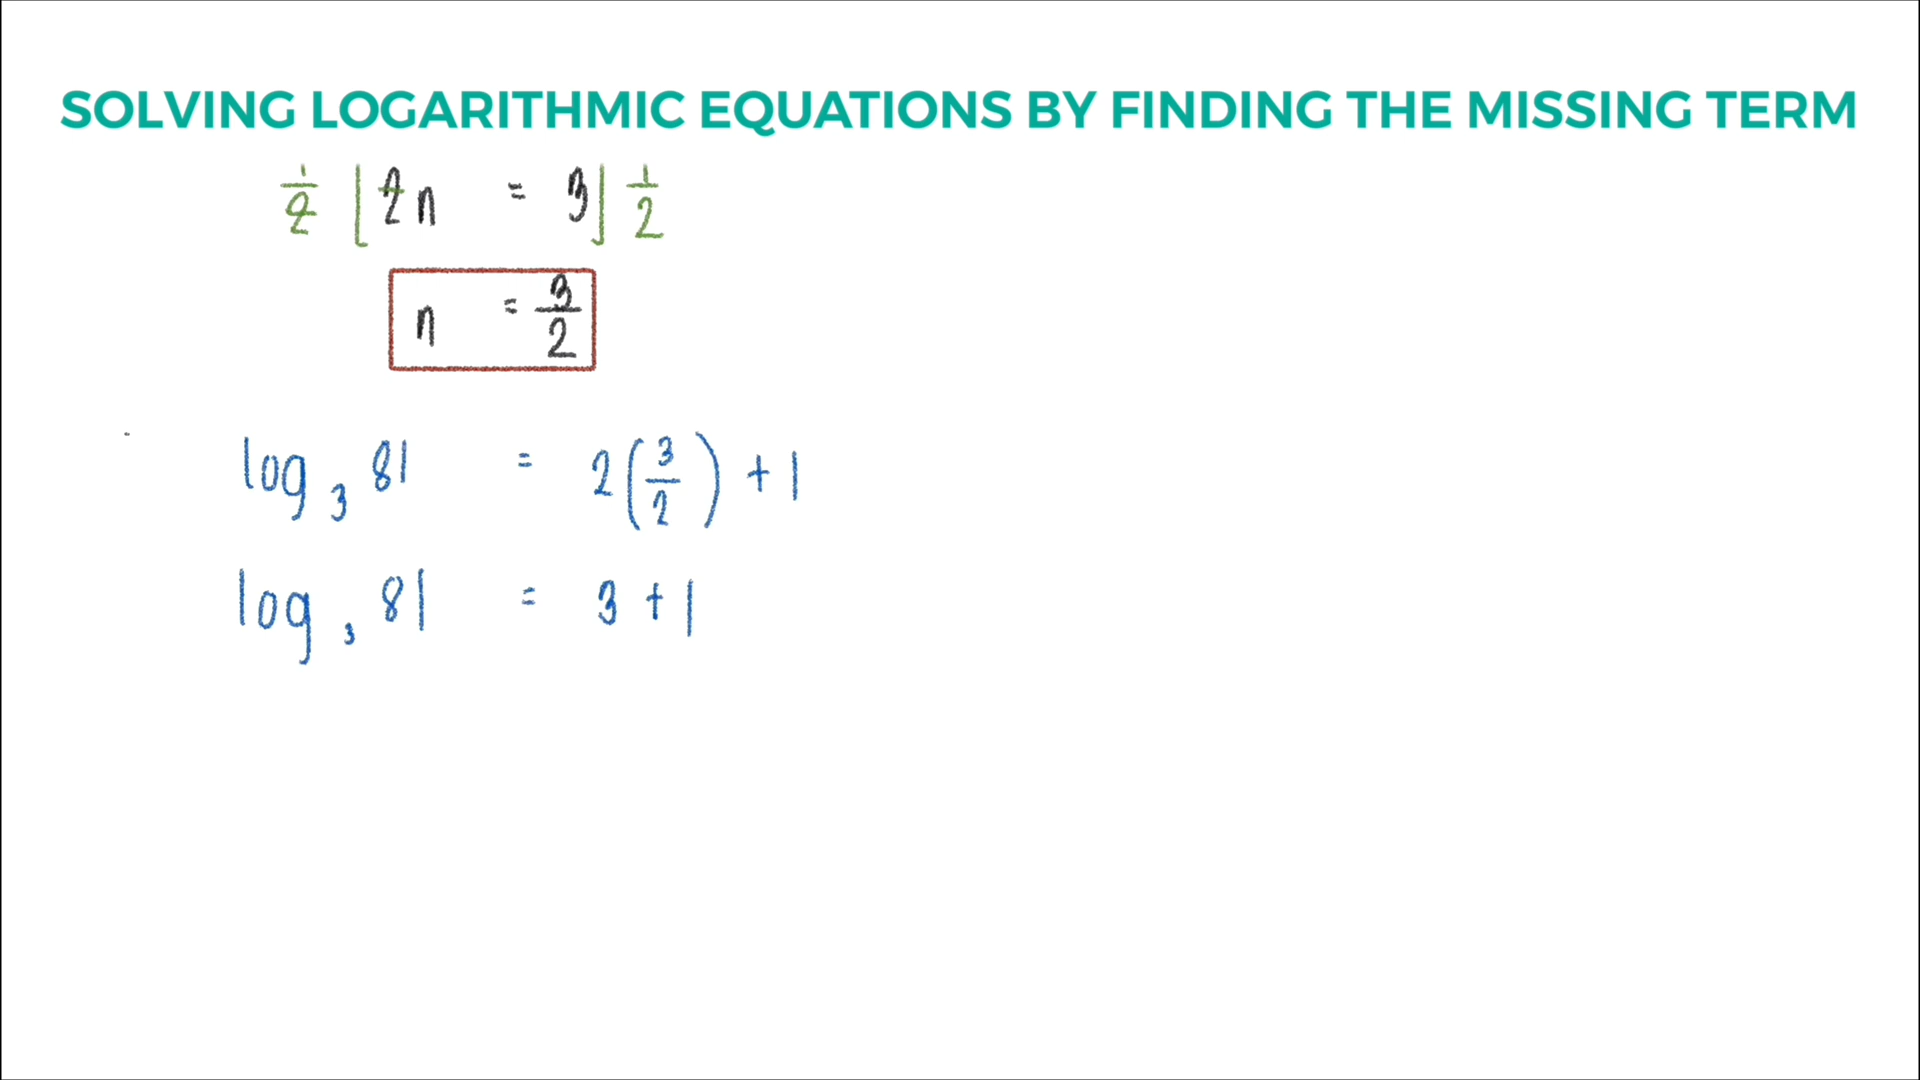 SOLVING LOGARITHMIC EQUATIONS BY FINDING THE MISSING TERM
1/2 [2n = 3] 1/2
n = 3/2
log₃ 81 = 2(3/2) + 1
log₃ 81 = 3 + 1